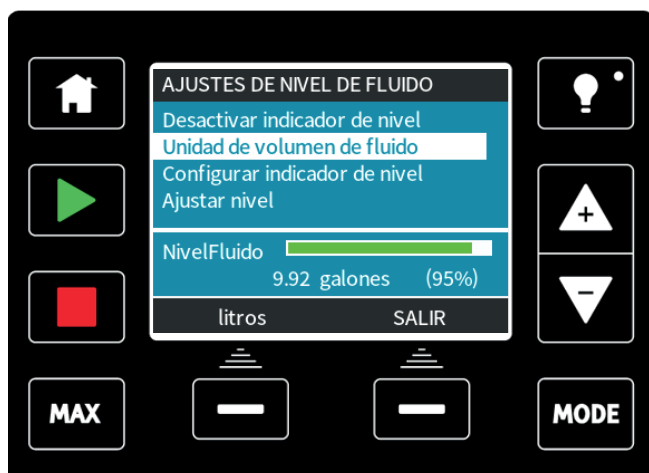 AJUSTES DE NIVEL DE FLUIDO
Desactivar indicador de nivel
Unidad de volumen de fluido
Configurar indicador de nivel
Ajustar nivel
+
NivelFluido
9.92 galones (95%)
−
litros SALIR
MAX
MODE